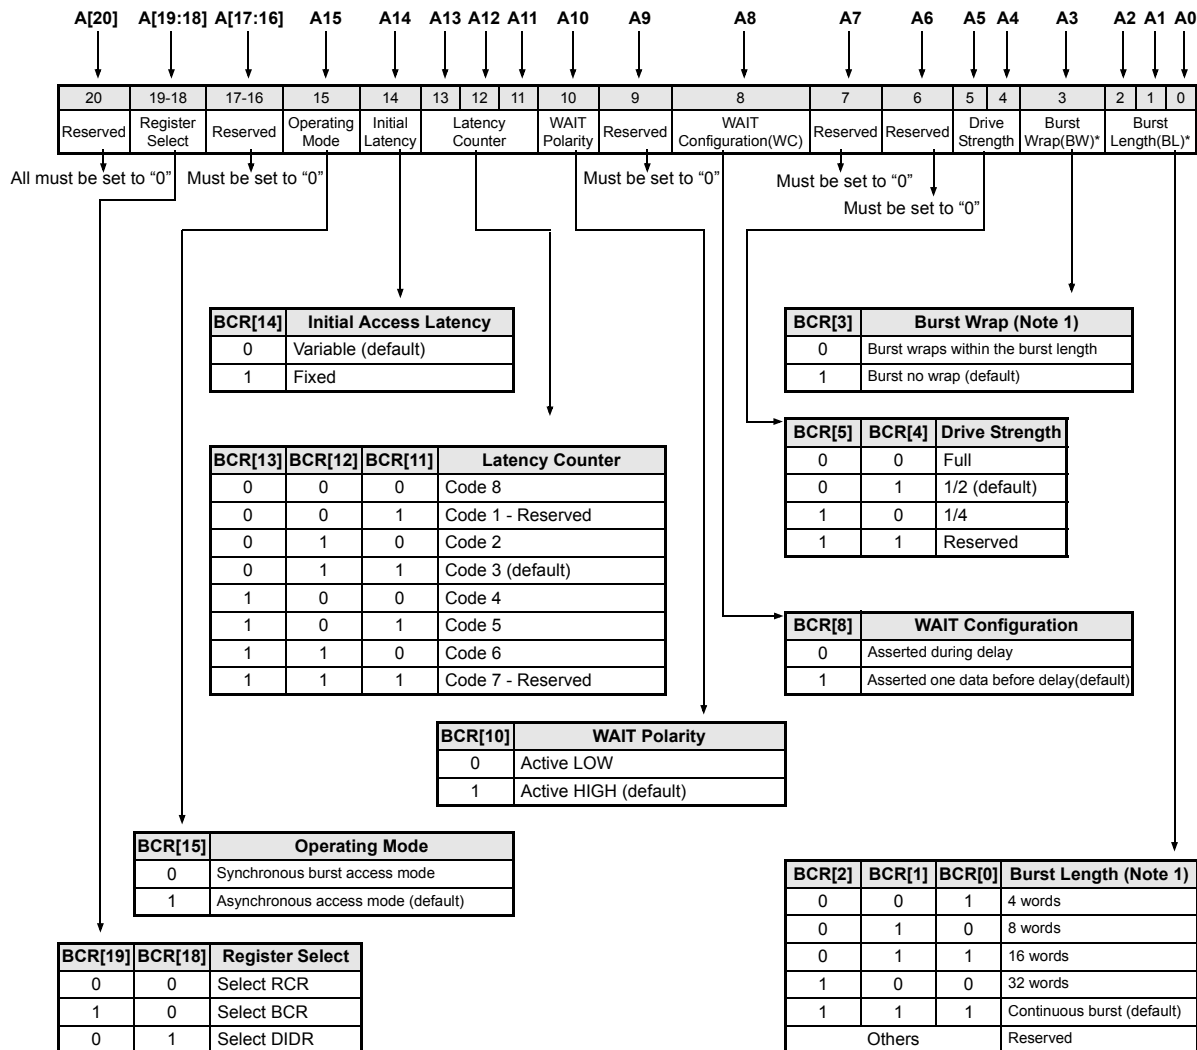 A[20] A[19:18] A[17:16] A15 A14 A13 A12 A11 A10 A9 A8 A7 A6 A5 A4 A3 A2 A1 A0
20 19-18 17-16 15 14 13 12 11 10 9 8 7 6 5 4 3 2 1 0
Reserved Register Select Reserved Operating Mode Initial Latency Latency Counter WAIT Polarity Reserved WAIT Configuration(WC) Reserved Reserved Drive Strength Burst Wrap(BW)* Burst Length(BL)*
All must be set to “0” Must be set to “0” Must be set to “0” Must be set to “0”
Must be set to “0”
BCR[14] Initial Access Latency
0 Variable (default)
1 Fixed
BCR[3] Burst Wrap (Note 1)
0 Burst wraps within the burst length
1 Burst no wrap (default)
BCR[5] BCR[4] Drive Strength
0 0 Full
0 1 1/2 (default)
1 0 1/4
1 1 Reserved
BCR[13] BCR[12] BCR[11] Latency Counter
0 0 0 Code 8
0 0 1 Code 1 - Reserved
0 1 0 Code 2
0 1 1 Code 3 (default)
1 0 0 Code 4
1 0 1 Code 5
1 1 0 Code 6
1 1 1 Code 7 - Reserved
BCR[8] WAIT Configuration
0 Asserted during delay
1 Asserted one data before delay(default)
BCR[10] WAIT Polarity
0 Active LOW
1 Active HIGH (default)
BCR[15] Operating Mode
0 Synchronous burst access mode
1 Asynchronous access mode (default)
BCR[2] BCR[1] BCR[0] Burst Length (Note 1)
0 0 1 4 words
0 1 0 8 words
0 1 1 16 words
1 0 0 32 words
1 1 1 Continuous burst (default)
Others Reserved
BCR[19] BCR[18] Register Select
0 0 Select RCR
1 0 Select BCR
0 1 Select DIDR